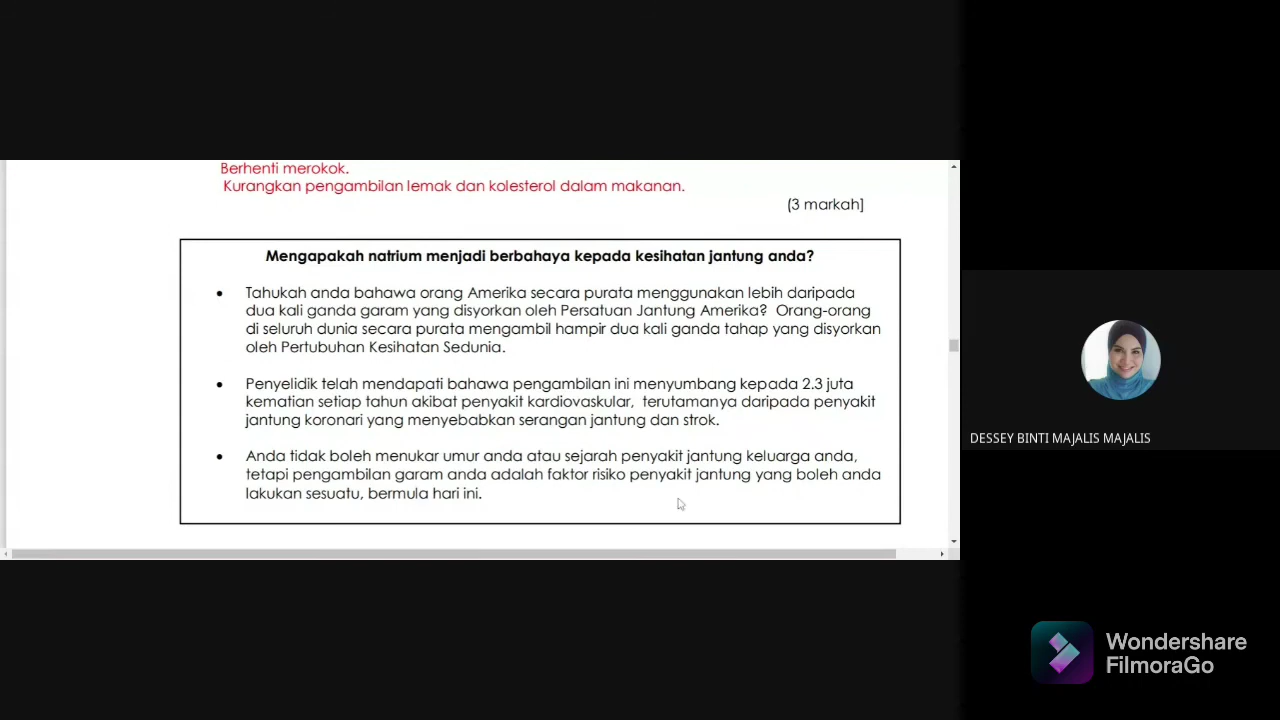 Berhenti merokok.
Kurangkan pengambilan lemak dan kolesterol dalam makanan.
(3 markah]
Mengapakah natrium menjadi berbahaya kepada kesihatan jantung anda?
• Tahukah anda bahawa orang Amerika secara purata menggunakan lebih daripada
dua kali ganda garam yang disyorkan oleh Persatuan Jantung Amerika? Orang-orang
di seluruh dunia secara purata mengambil hampir dua kali ganda tahap yang disyorkan
oleh Pertubuhan Kesihatan Sedunia.
• Penyelidik telah mendapati bahawa pengambilan ini menyumbang kepada 2.3 juta
kematian setiap tahun akibat penyakit kardiovaskular, terutamanya daripada penyakit
jantung koronari yang menyebabkan serangan jantung dan strok.
• Anda tidak boleh menukar umur anda atau sejarah penyakit jantung keluarga anda,
tetapi pengambilan garam anda adalah faktor risiko penyakit jantung yang boleh anda
lakukan sesuatu, bermula hari ini.
DESSEY BINTI MAJALIS MAJALIS
Wondershare
FilmoraGo